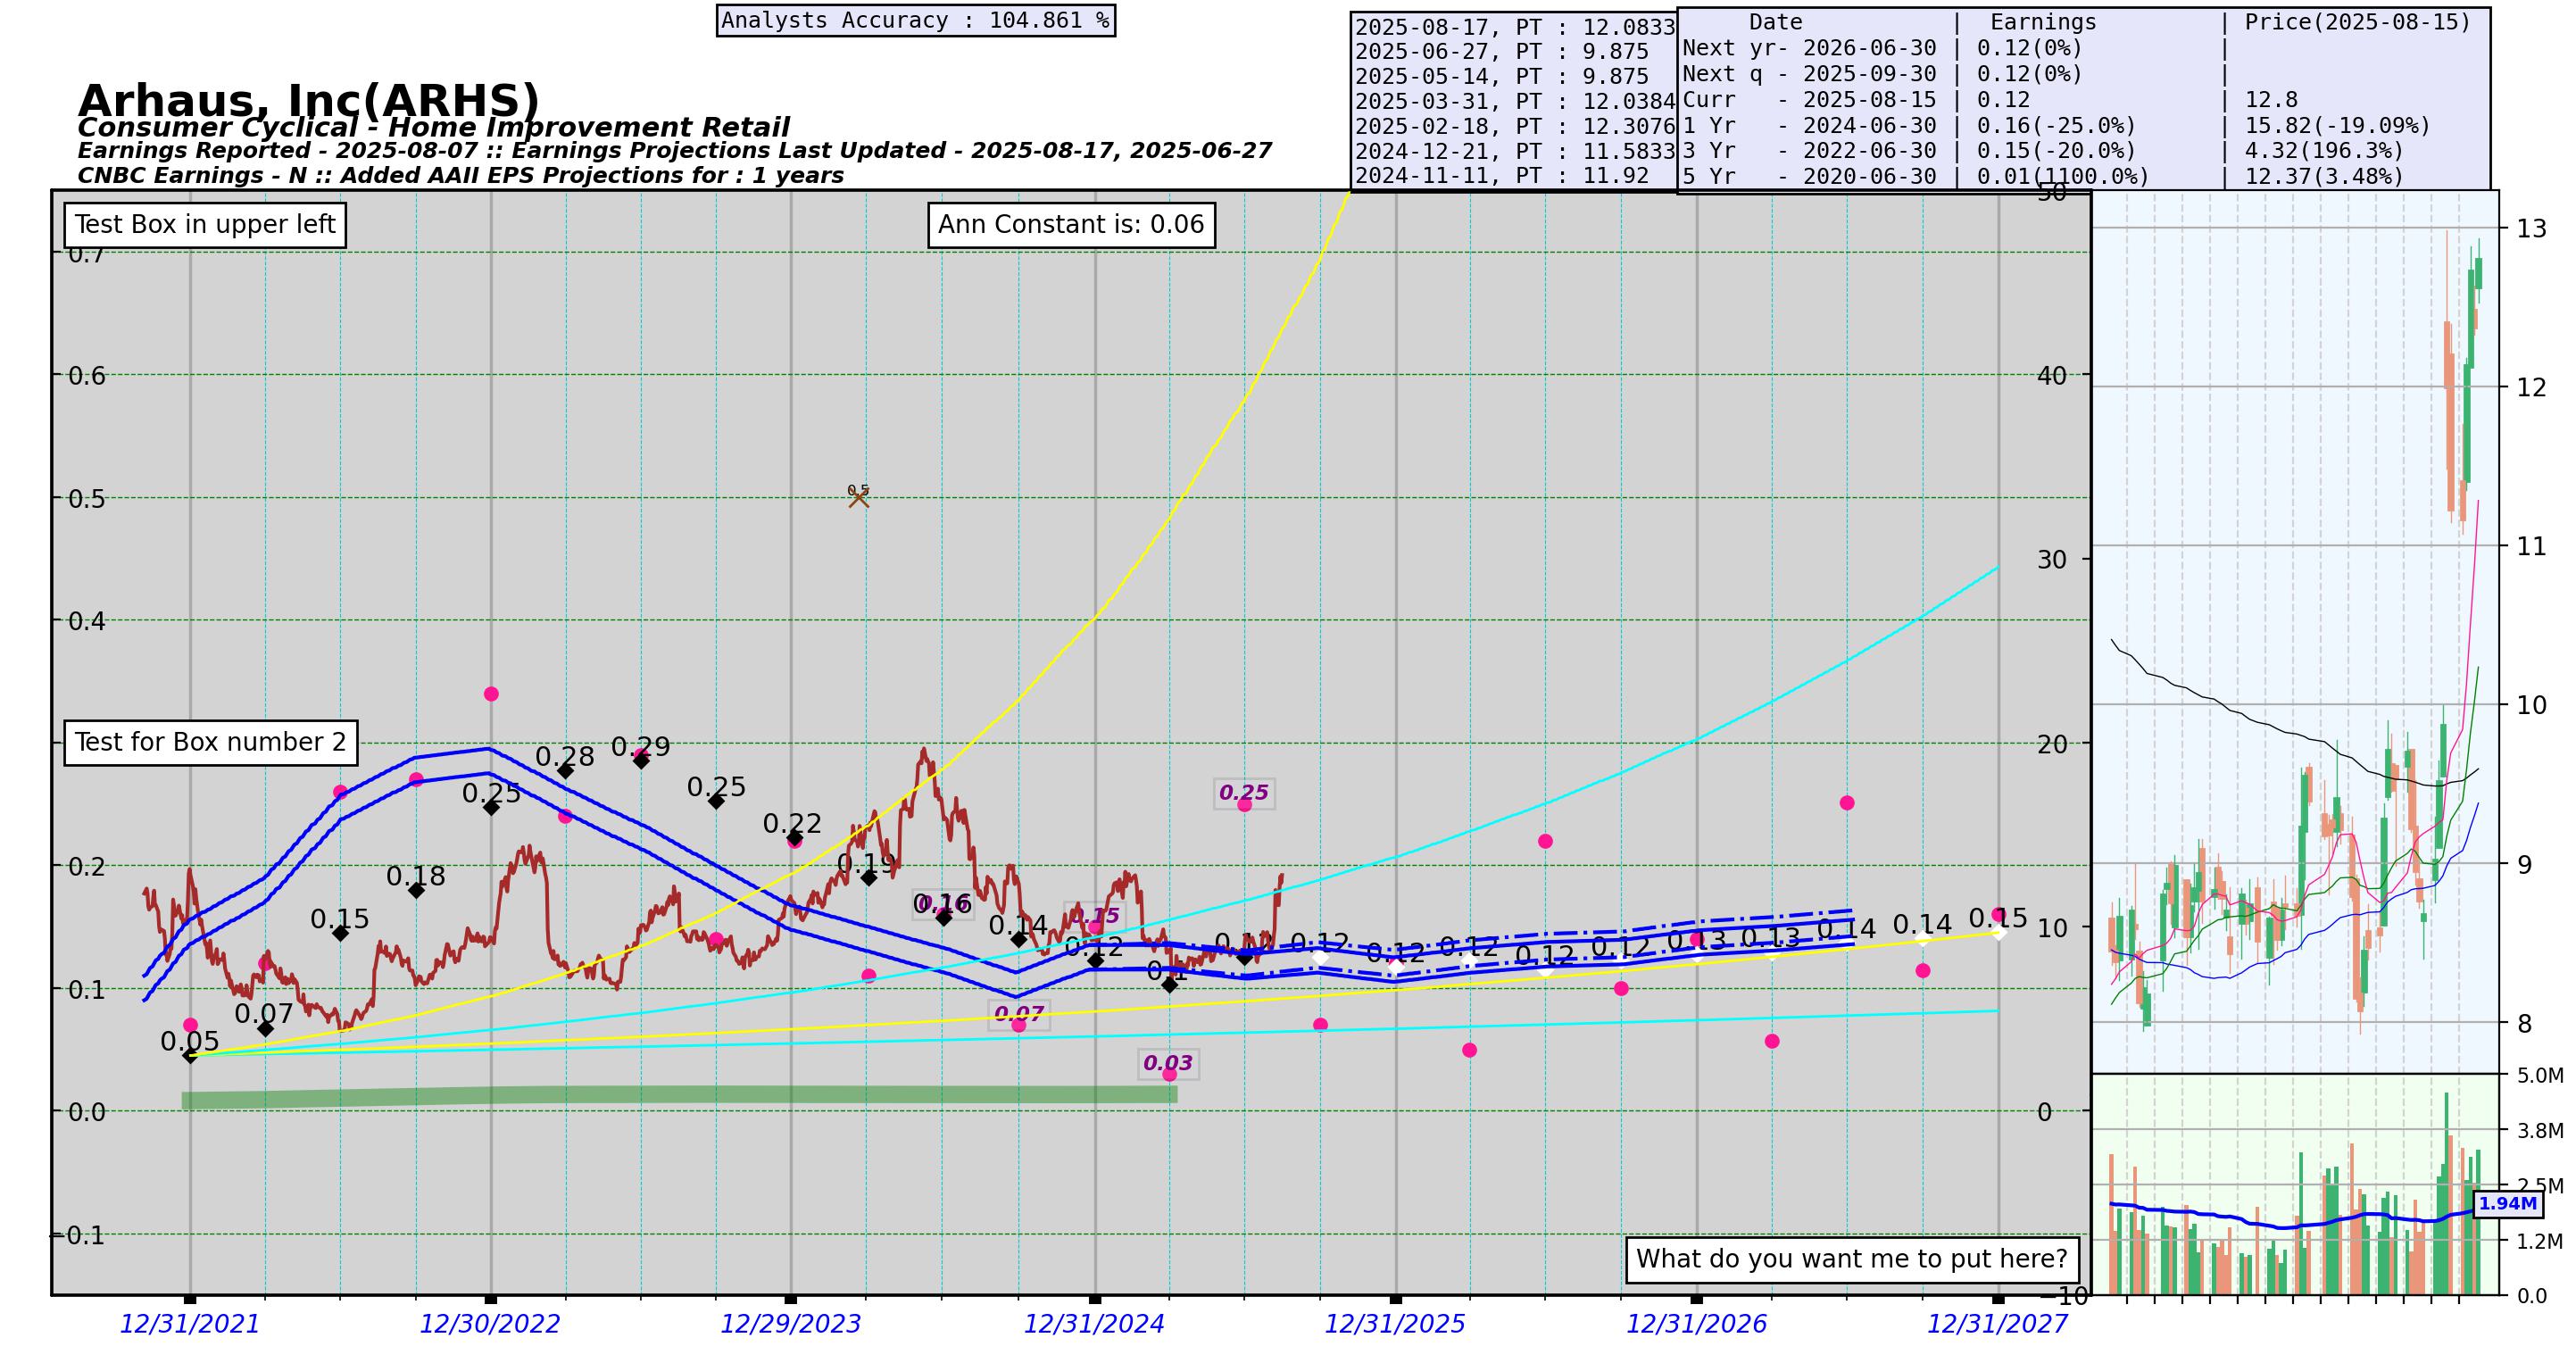 Analysts Accuracy : 104.861 %
Arhaus, Inc(ARHS)
Consumer Cyclical - Home Improvement Retail
Earnings Reported - 2025-08-07 :: Earnings Projections Last Updated - 2025-08-17, 2025-06-27
CNBC Earnings - N :: Added AAII EPS Projections for : 1 years
2025-08-17, PT : 12.0833
2025-06-27, PT : 9.875
2025-05-14, PT : 9.875
2025-03-31, PT : 12.0384
2025-02-18, PT : 12.3076
2024-12-21, PT : 11.5833
2024-11-11, PT : 11.92
Date | Earnings | Price(2025-08-15)
Next yr- 2026-06-30 | 0.12(0%) |
Next q - 2025-09-30 | 0.12(0%) |
Curr - 2025-08-15 | 0.12 | 12.8
1 Yr - 2024-06-30 | 0.16(-25.0%) | 15.82(-19.09%)
3 Yr - 2022-06-30 | 0.15(-20.0%) | 4.32(196.3%)
5 Yr - 2020-06-30 | 0.01(1100.0%) | 12.37(3.48%)
Test Box in upper left
Ann Constant is: 0.06
Test for Box number 2
What do you want me to put here?
0.7
0.6
0.5
0.4
0.2
0.1
0.0
−0.1
50
40
30
20
10
0
−10
0.5
0.05
0.07
0.15
0.18
0.25
0.28
0.29
0.25
0.22
0.19
0.16
0.16
0.14
0.07
0.15
0.12
0.1
0.03
0.25
0.12
0.12
0.12
0.12
0.12
0.12
0.13
0.13
0.14
0.14
0.15
13
12
11
10
9
8
5.0M
3.8M
2.5M
1.94M
1.2M
0.0
12/31/2021
12/30/2022
12/29/2023
12/31/2024
12/31/2025
12/31/2026
12/31/2027